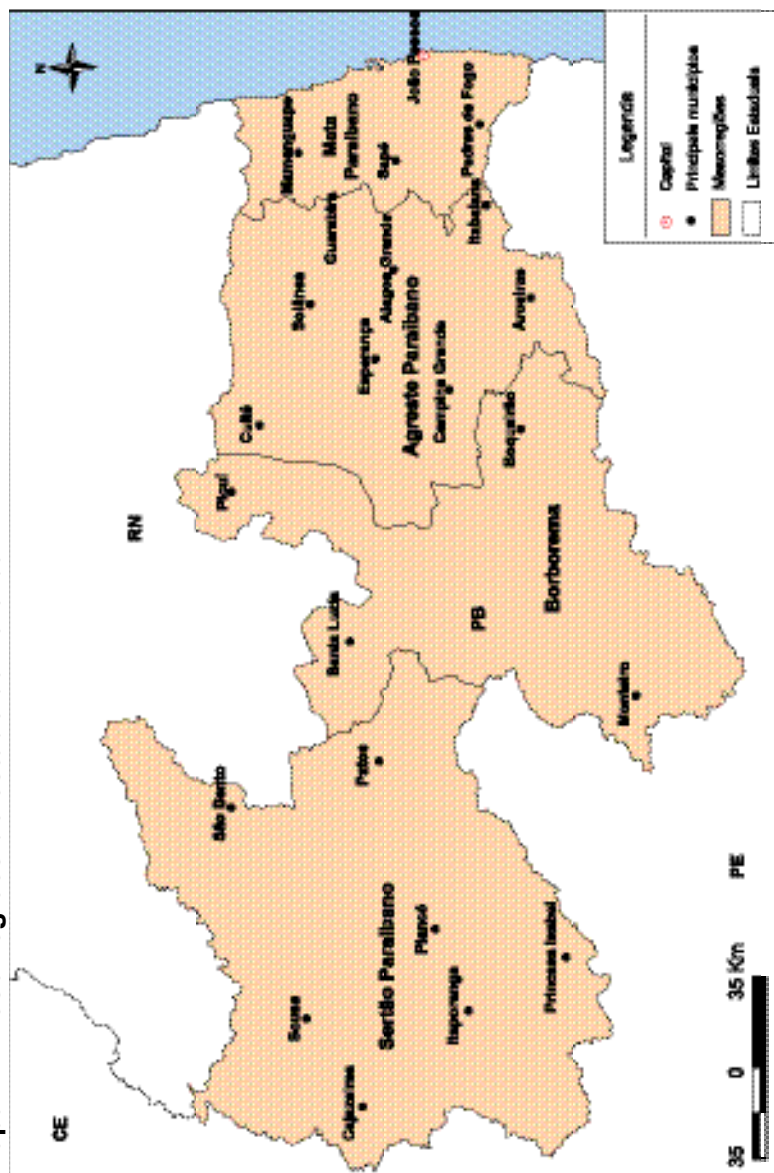 N
CE
RN
São Bento
Sousa
Cajazeiras
Sertão Paraibano
Patos
Piancó
Itaporanga
Princesa Isabel
Santa Luzia
Picuí
PB
Borborema
Monteiro
Boqueirão
Cuité
Solânea
Guarabira
Esperança
Alagoa Grande
Agreste Paraibano
Campina Grande
Aroeiras
Itabaiana
Mamanguape
Mata
Paraibano
Sapé
João Pessoa
Pedras de Fogo
PE
35 0 35 Km
Legenda
Capital
Principais municípios
Mesorregiões
Limites Estaduais